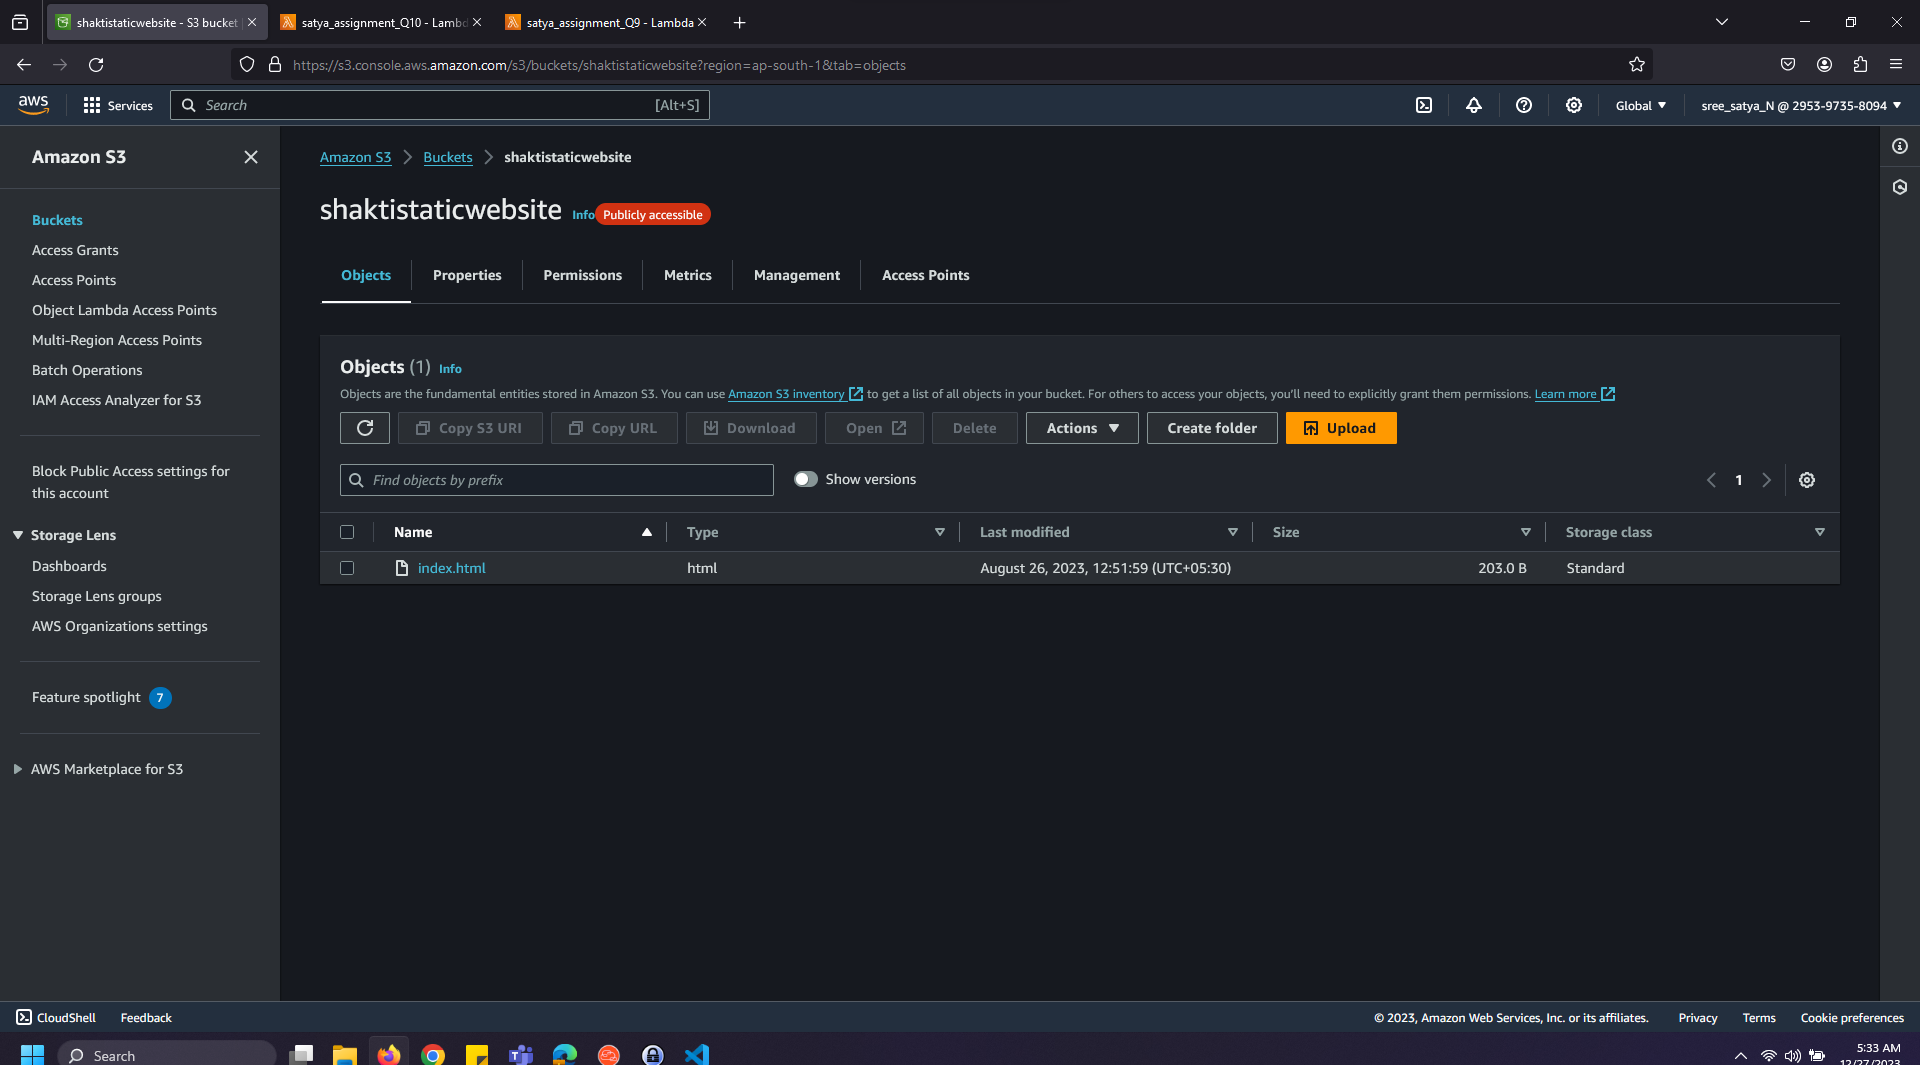 shaktistaticwebsite - S3 bucket
satya_assignment_Q10 - Lambd
satya_assignment_Q9 - Lambda
https://s3.console.aws.amazon.com/s3/buckets/shaktistaticwebsite?region=ap-south-1&tab=objects
aws
Services
Search
[Alt+S]
Global
sree_satya_N @ 2953-9735-8094
Amazon S3
Buckets
Access Grants
Access Points
Object Lambda Access Points
Multi-Region Access Points
Batch Operations
IAM Access Analyzer for S3
Block Public Access settings for
this account
Storage Lens
Dashboards
Storage Lens groups
AWS Organizations settings
Feature spotlight 7
AWS Marketplace for S3
Amazon S3 > Buckets > shaktistaticwebsite
shaktistaticwebsite Info Publicly accessible
Objects Properties Permissions Metrics Management Access Points
Objects (1) Info
Objects are the fundamental entities stored in Amazon S3. You can use Amazon S3 inventory to get a list of all objects in your bucket. For others to access your objects, you'll need to explicitly grant them permissions. Learn more
Copy S3 URI Copy URL Download Open Delete Actions Create folder Upload
Find objects by prefix Show versions 1
Name Type Last modified Size Storage class
index.html html August 26, 2023, 12:51:59 (UTC+05:30) 203.0 B Standard
CloudShell Feedback © 2023, Amazon Web Services, Inc. or its affiliates. Privacy Terms Cookie preferences
Search
5:33 AM
12/27/2023